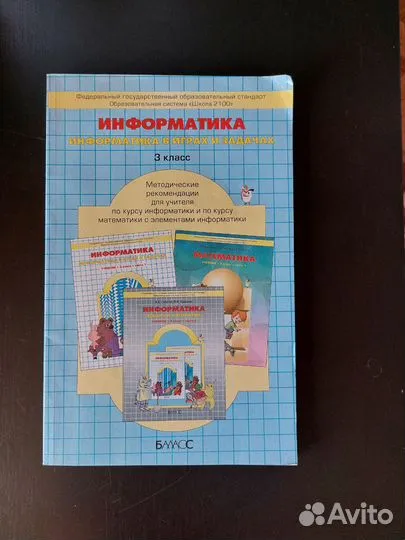 Федеральный государственный образовательный стандарт
Образовательная система «Школа 2100»
ИНФОРМАТИКА
ИНФОРМАТИКА В ИГРАХ И ЗАДАЧАХ
3 класс
Методические
рекомендации
для учителя
по курсу информатики и по курсу
математики с элементами информатики
ИНФОРМАТИКА
МАТЕМАТИКА
ИНФОРМАТИКА
БАЛАСС
Avito